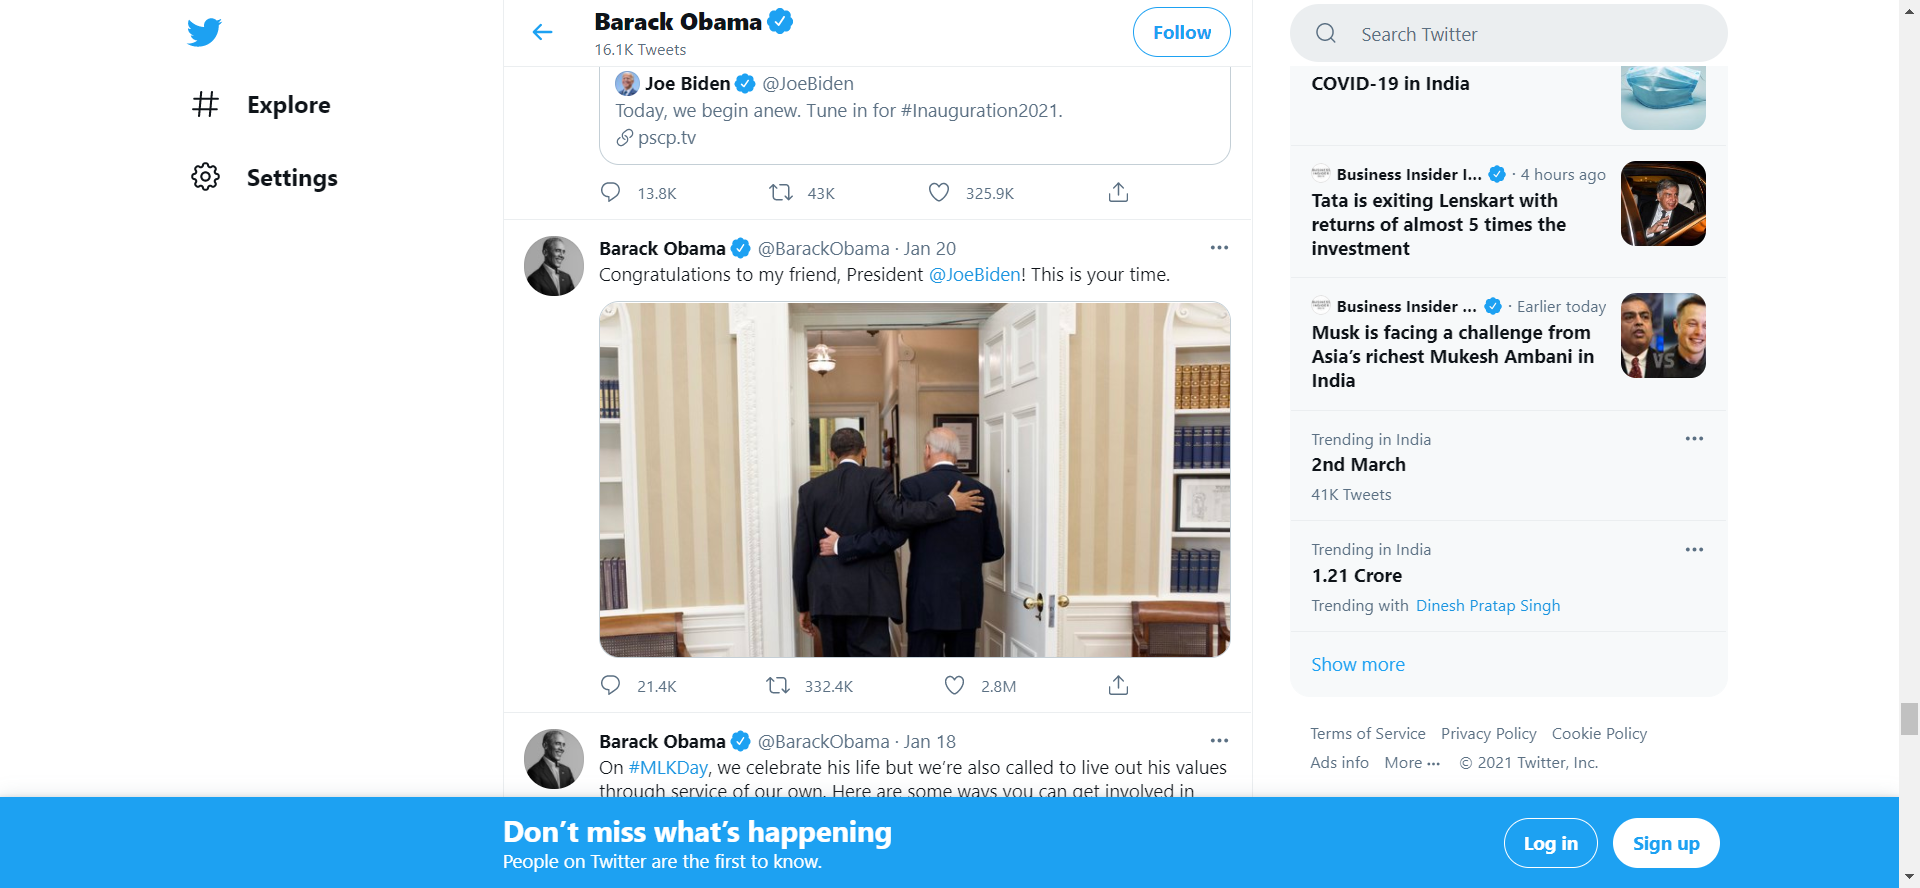 Explore
Settings
Barack Obama
16.1K Tweets
Follow
Joe Biden @JoeBiden
Today, we begin anew. Tune in for #Inauguration2021.
pscp.tv
13.8K 43K 325.9K
Barack Obama @BarackObama · Jan 20
Congratulations to my friend, President @JoeBiden! This is your time.
21.4K 332.4K 2.8M
Barack Obama @BarackObama · Jan 18
On #MLKDay, we celebrate his life but we’re also called to live out his values
through service of our own. Here are some ways you can get involved in
Search Twitter
COVID-19 in India
Business Insider I... · 4 hours ago
Tata is exiting Lenskart with
returns of almost 5 times the
investment
Business Insider ... · Earlier today
Musk is facing a challenge from
Asia’s richest Mukesh Ambani in
India
VS
Trending in India
2nd March
41K Tweets
Trending in India
1.21 Crore
Trending with Dinesh Pratap Singh
Show more
Terms of Service Privacy Policy Cookie Policy
Ads info More ··· © 2021 Twitter, Inc.
Don’t miss what’s happening
People on Twitter are the first to know.
Log in
Sign up